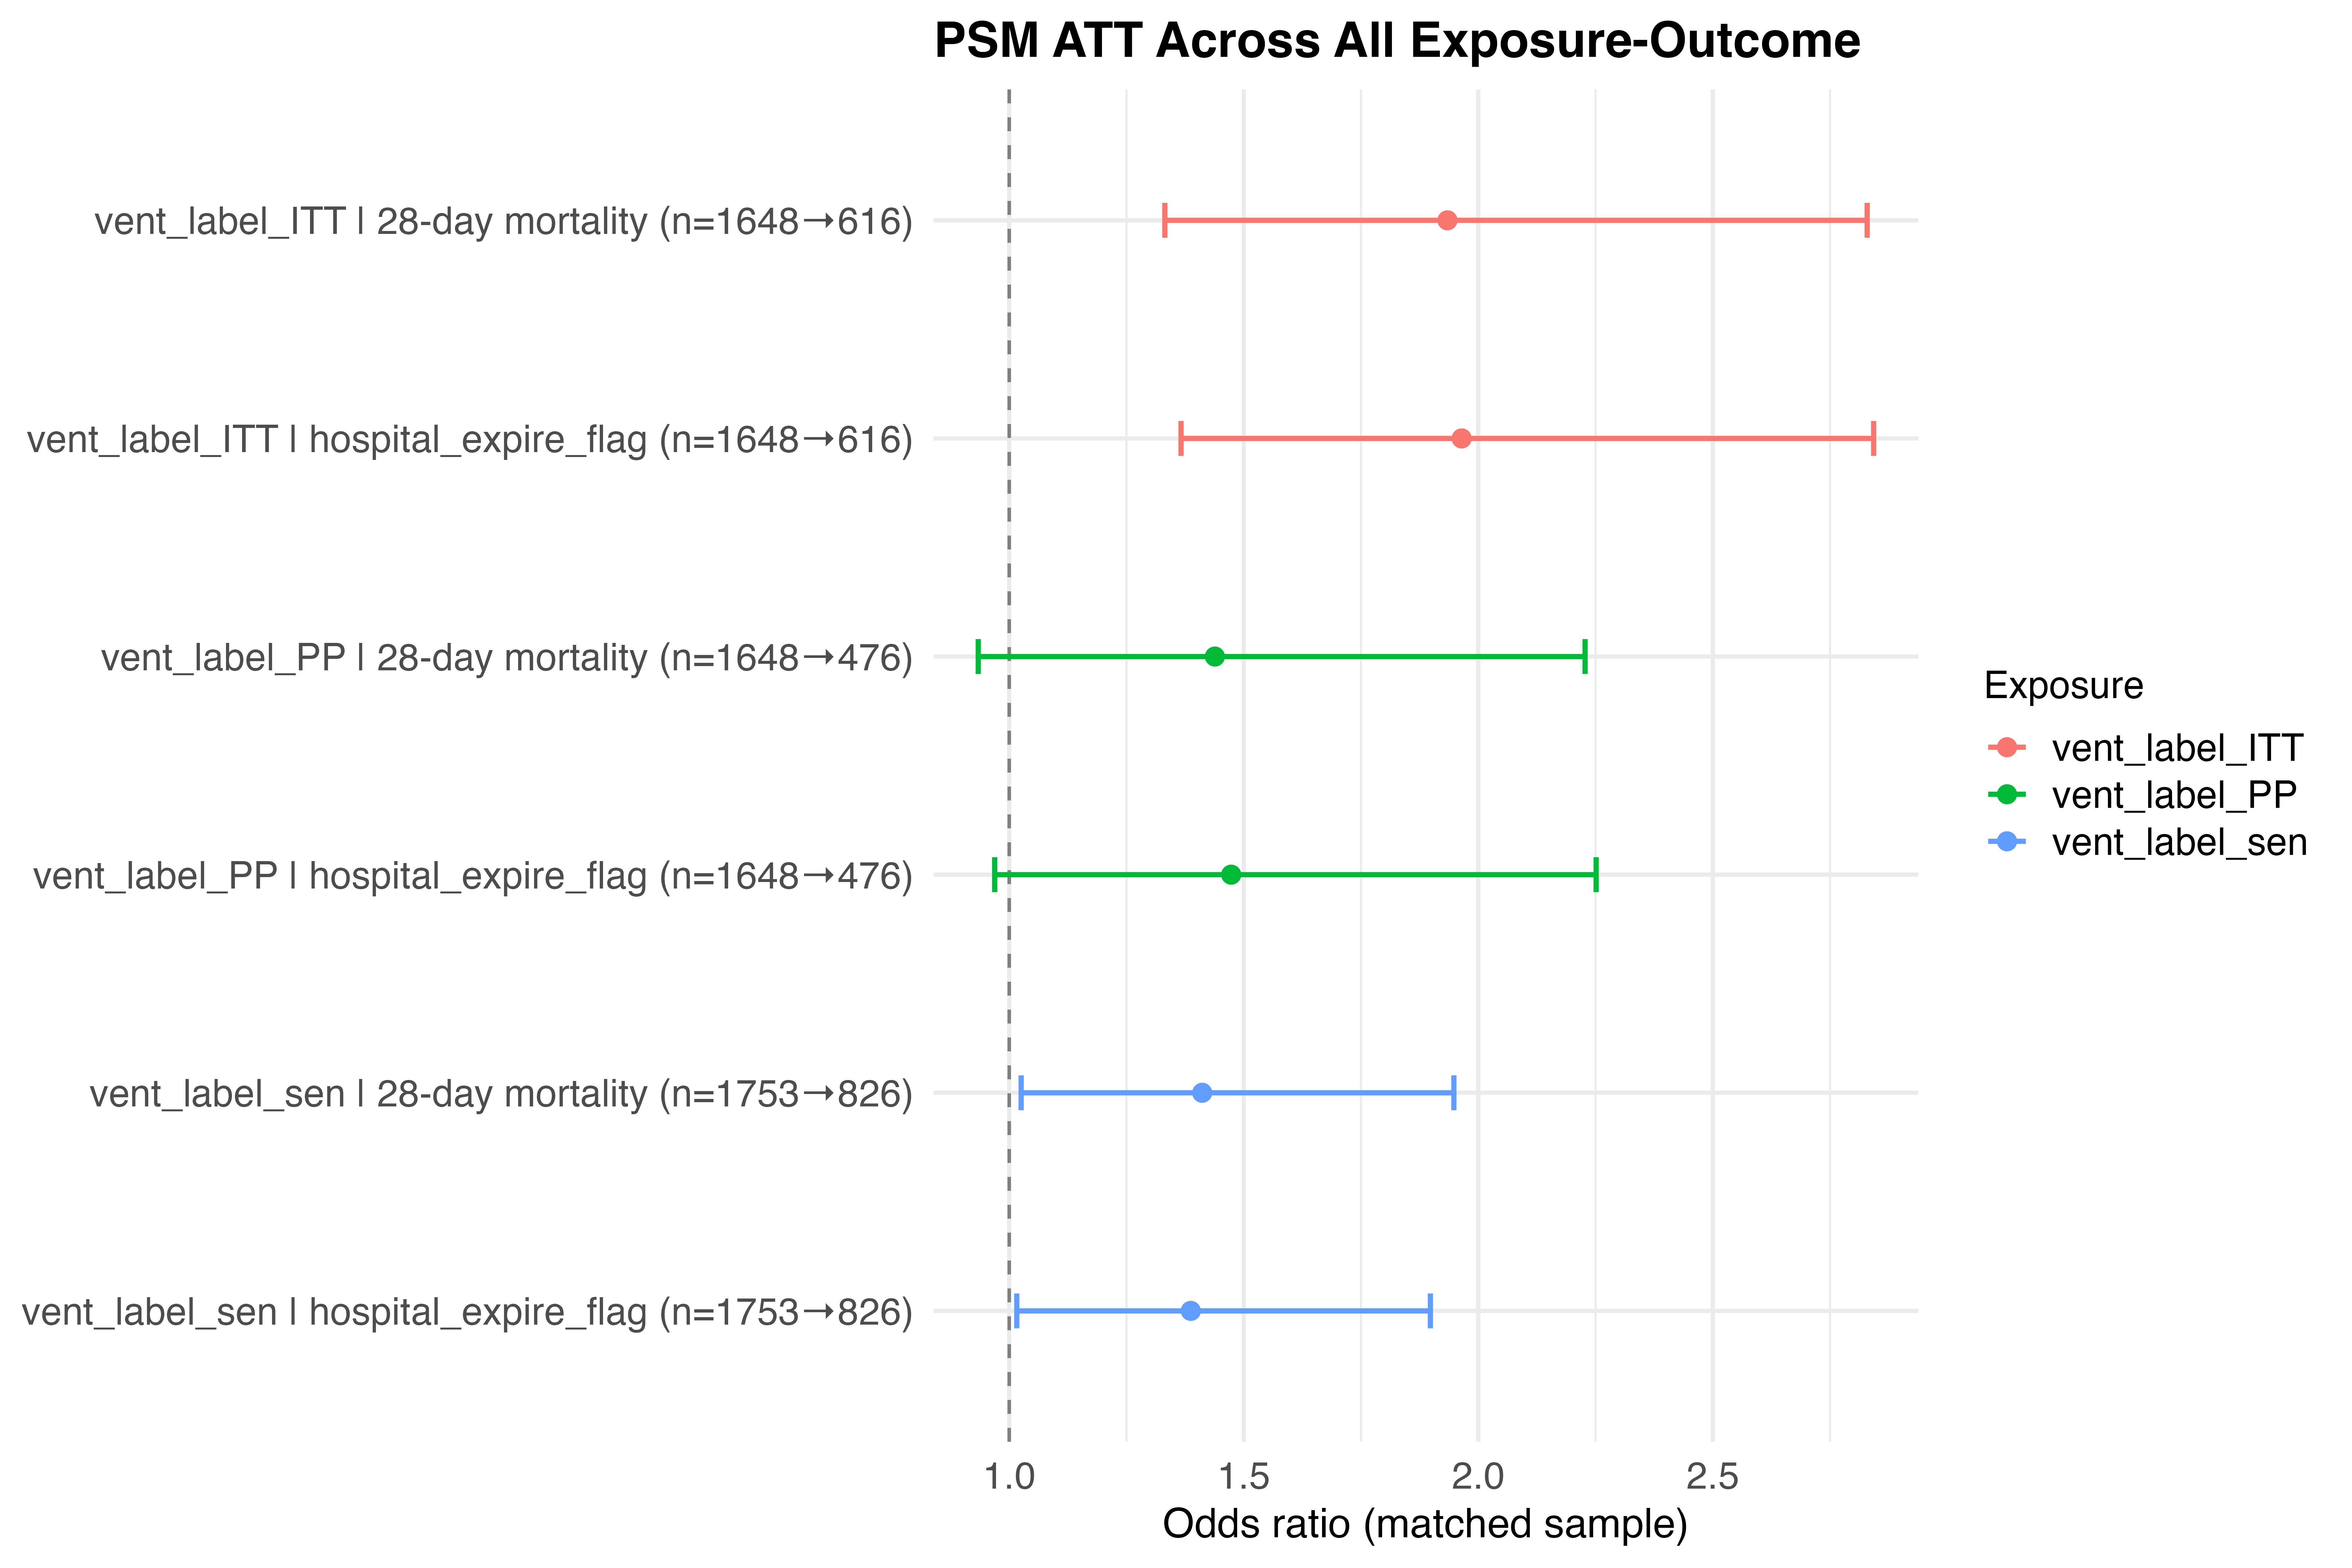 PSM ATT Across All Exposure-Outcome
vent_label_ITT | 28-day mortality (n=1648→616)
vent_label_ITT | hospital_expire_flag (n=1648→616)
vent_label_PP | 28-day mortality (n=1648→476)
vent_label_PP | hospital_expire_flag (n=1648→476)
vent_label_sen | 28-day mortality (n=1753→826)
vent_label_sen | hospital_expire_flag (n=1753→826)
1.0 1.5 2.0 2.5
Odds ratio (matched sample)
Exposure
vent_label_ITT
vent_label_PP
vent_label_sen